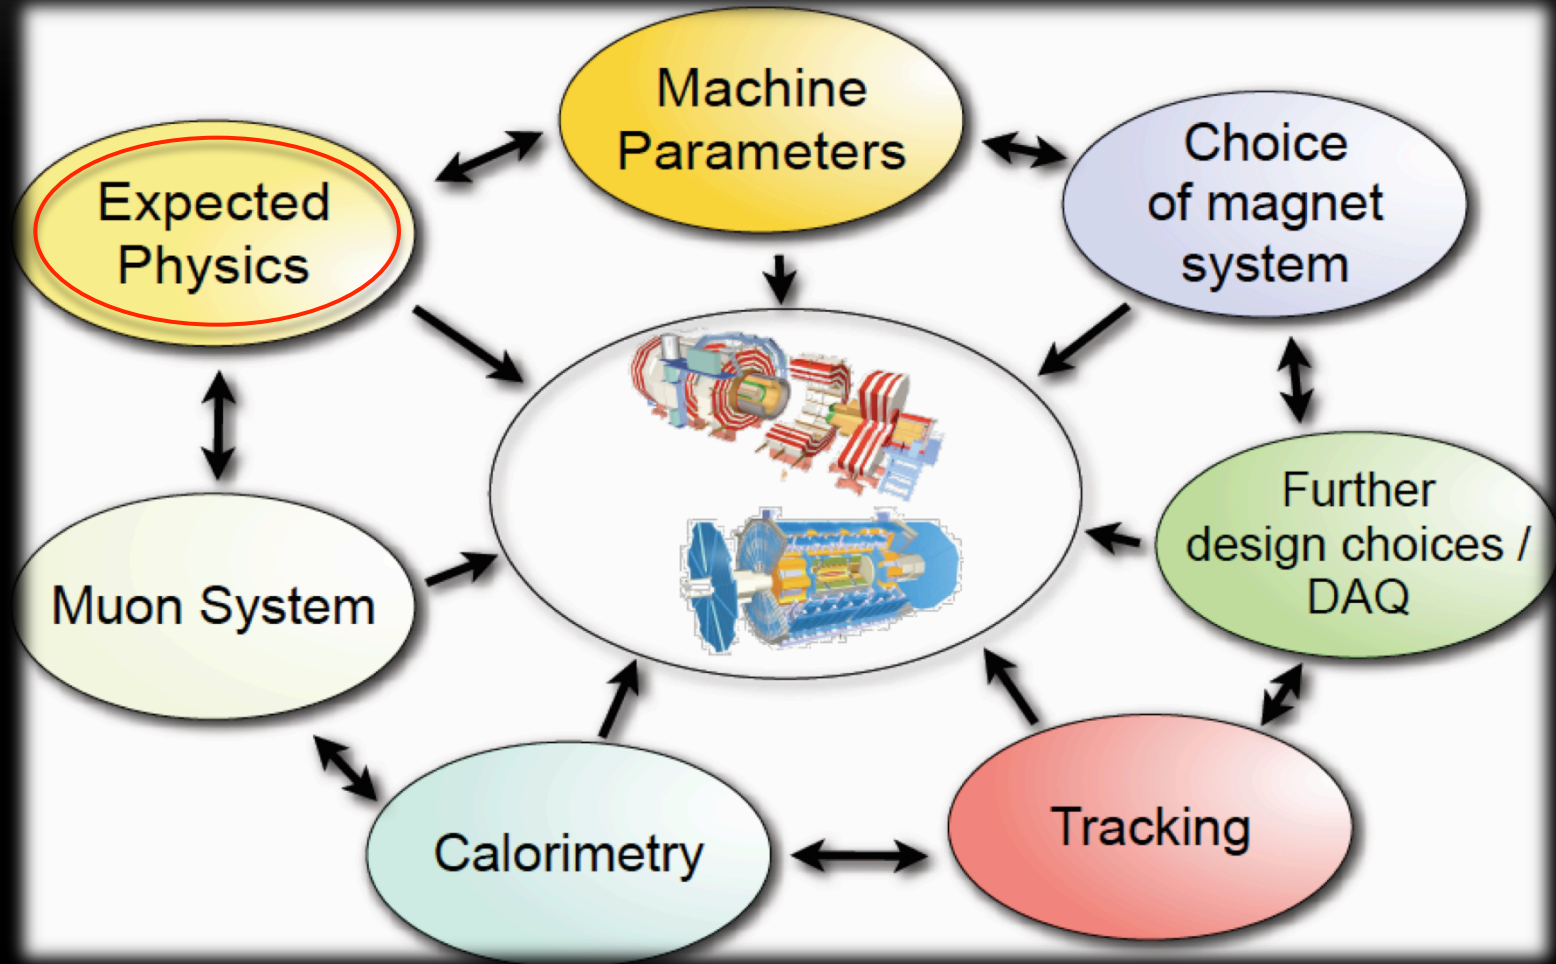 Machine
Parameters
Choice
of magnet
system
Expected
Physics
Further
design choices /
DAQ
Muon System
Tracking
Calorimetry